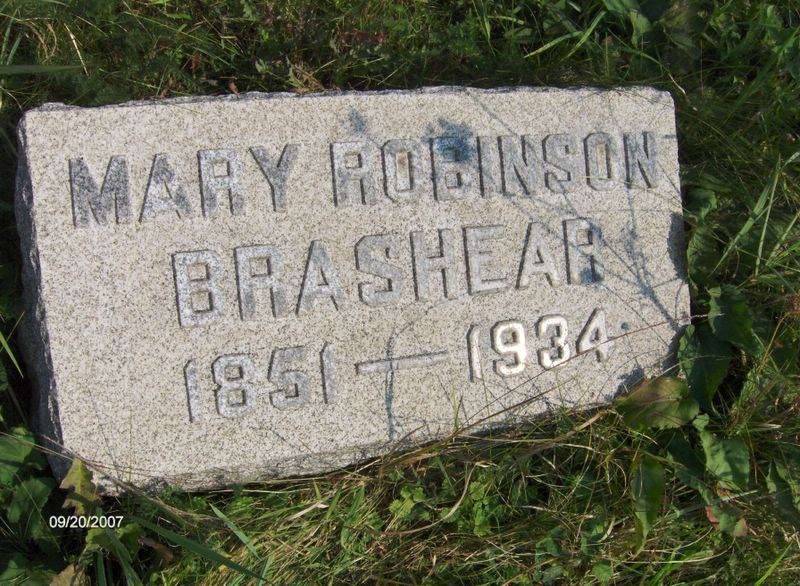 MARY ROBINSON
BRASHEAR
1851 — 1934
09/20/2007